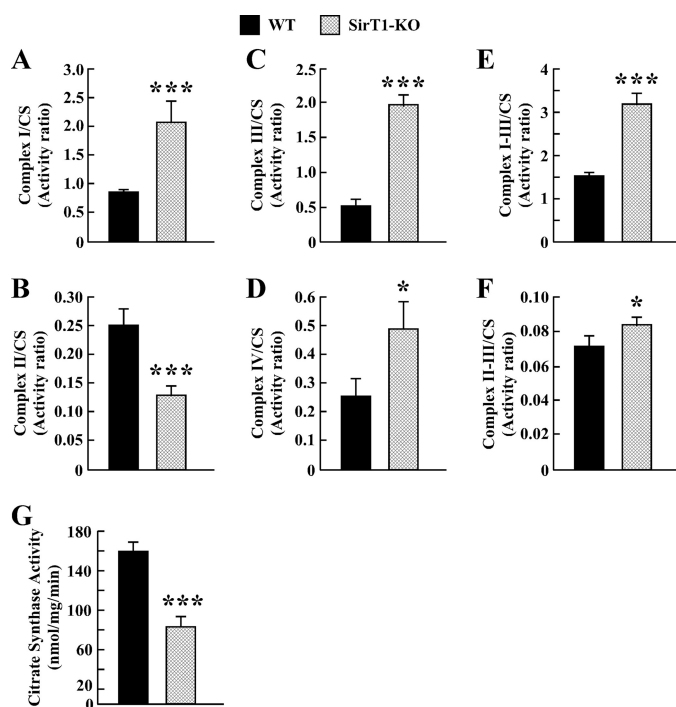 WT SirT1-KO
A
Complex I/CS
(Activity ratio)
3.0
2.5
2.0
1.5
1.0
0.5
0
***
C
Complex III/CS
(Activity ratio)
2.5
2.0
1.5
1.0
0.5
0
***
E
Complex I-III/CS
(Activity ratio)
4
3
2
1
0
***
B
Complex II/CS
(Activity ratio)
0.30
0.25
0.20
0.15
0.10
0.05
0
***
D
Complex IV/CS
(Activity ratio)
0.6
0.5
0.4
0.3
0.2
0
*
F
Complex II-III/CS
(Activity ratio)
0.10
0.08
0.06
0.04
0.02
0
*
G
Citrate Synthase Activity
(nmol/mg/min)
180
140
100
60
20
0
***